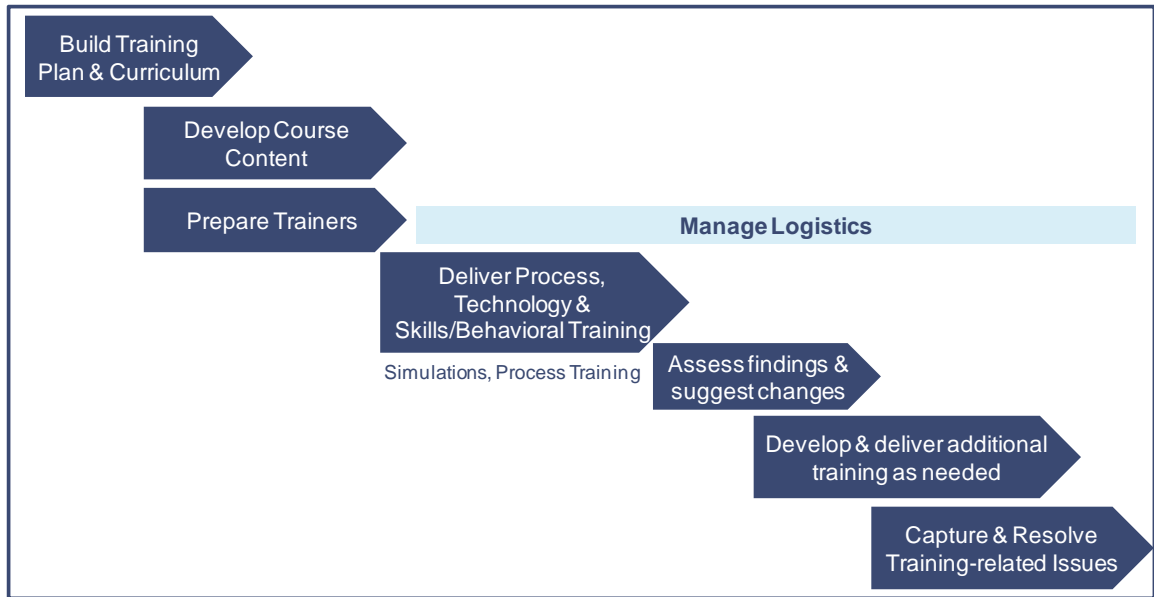 Build Training
Plan & Curriculum
Develop Course
Content
Prepare Trainers
Manage Logistics
Deliver Process,
Technology &
Skills/Behavioral Training
Simulations, Process Training
Assess findings &
suggest changes
Develop & deliver additional
training as needed
Capture & Resolve
Training-related Issues